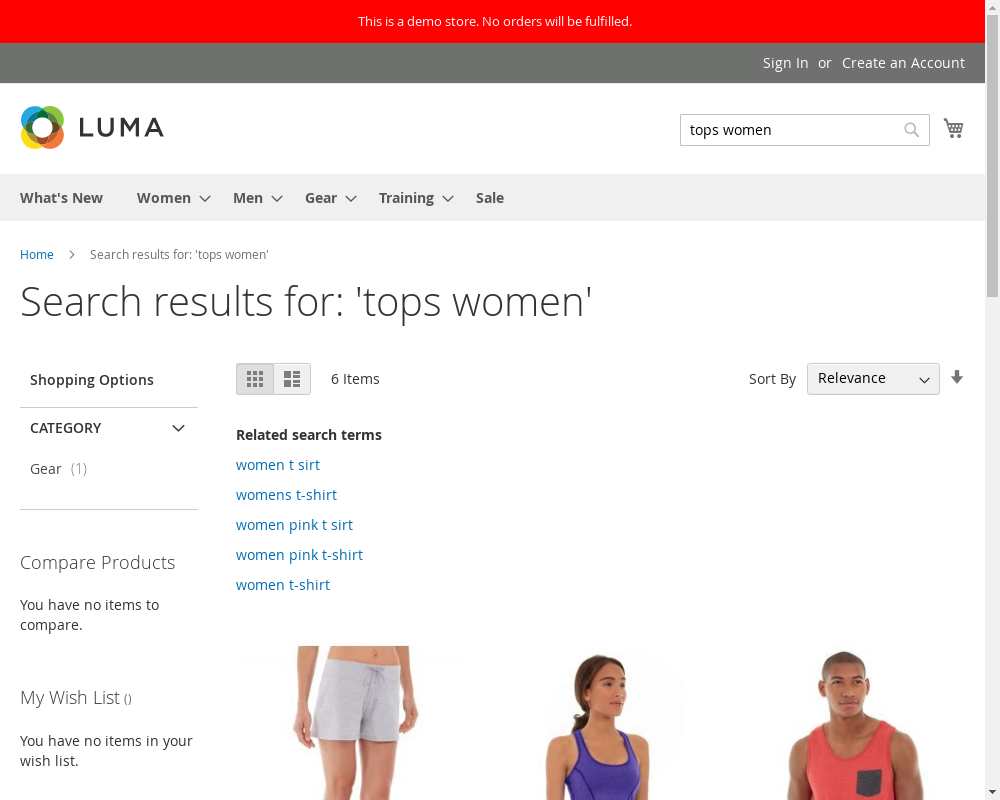 This is a demo store. No orders will be fulfilled.
Sign In or Create an Account
LUMA
tops women
What's New Women Men Gear Training Sale
Home Search results for: 'tops women'
Search results for: 'tops women'
Shopping Options
6 Items
Sort By Relevance
CATEGORY
Gear (1)
Related search terms
women t sirt
womens t-shirt
women pink t sirt
women pink t-shirt
women t-shirt
Compare Products
You have no items to
compare.
My Wish List ()
You have no items in your
wish list.